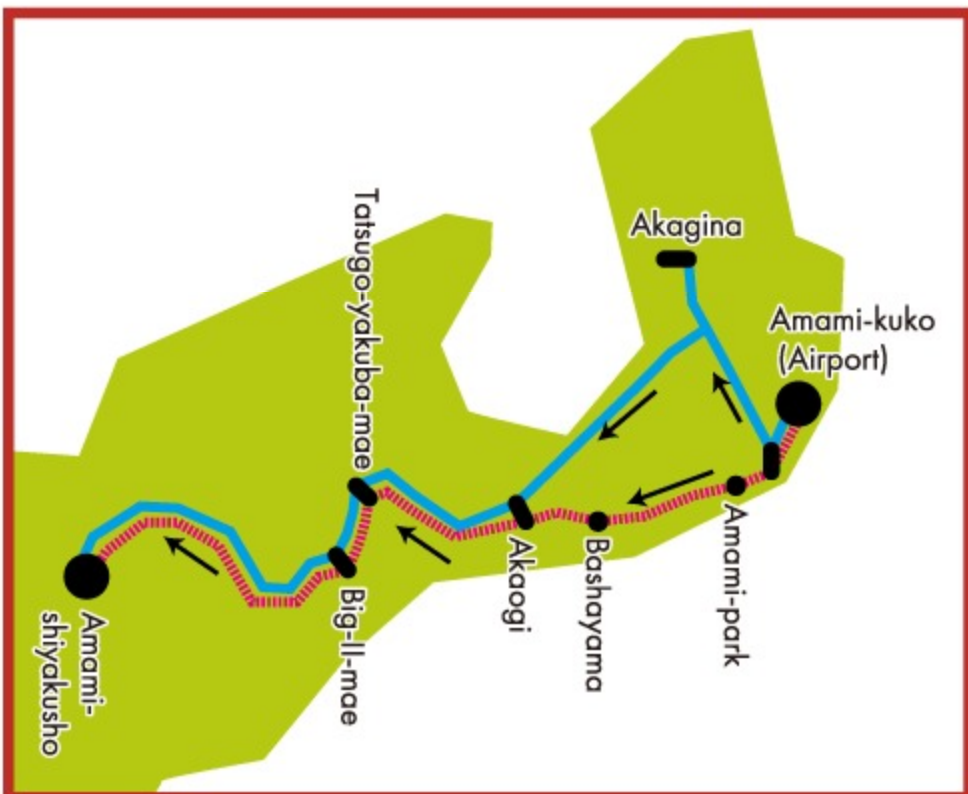 Akagina
Amami-kuko
(Airport)
Tatsugo-yakuba-mae
Amami-park
Bashayama
Akaogi
Big-II-mae
Amami-
shiyakusho